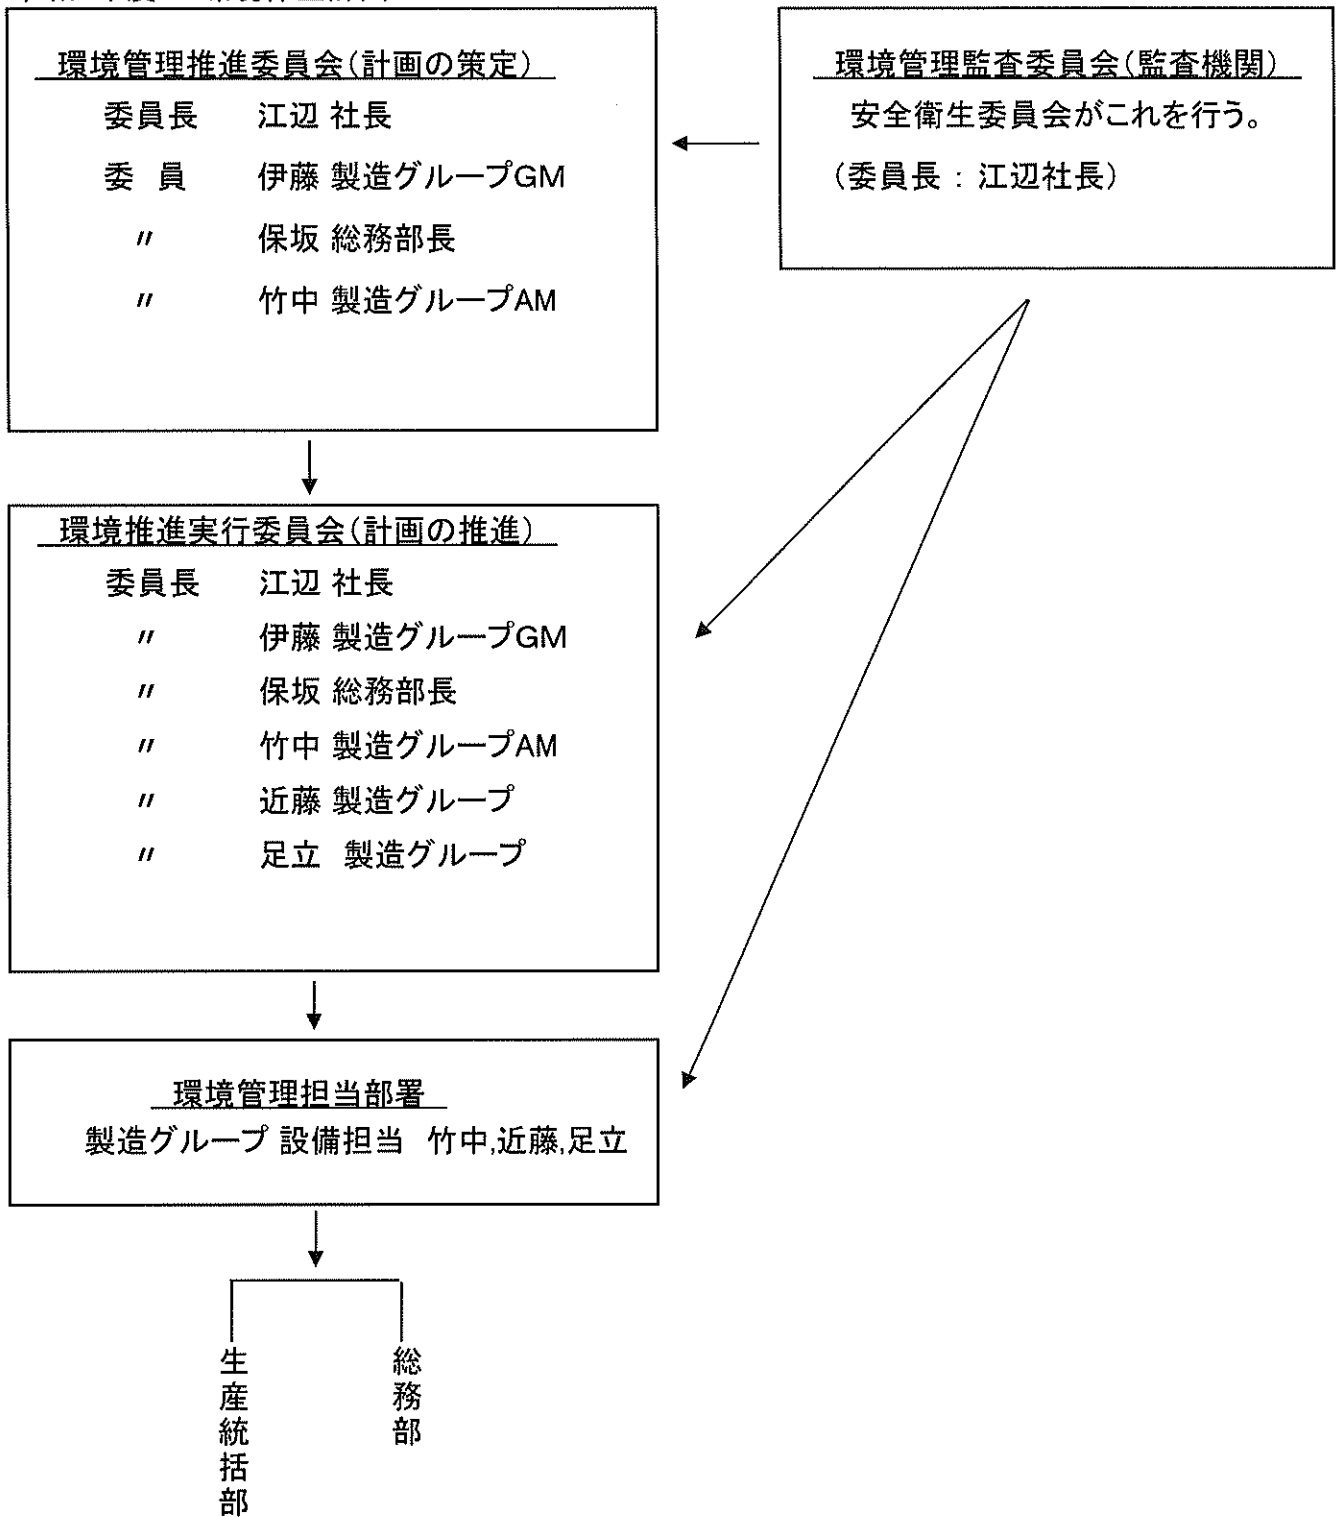 環境管理推進委員会(計画の策定)
委員長 江辺 社長
委 員 伊藤 製造グループGM
〃 保坂 総務部長
〃 竹中 製造グループAM
環境管理監査委員会(監査機関)
安全衛生委員会がこれを行う。
(委員長 : 江辺社長)
環境推進実行委員会(計画の推進)
委員長 江辺 社長
〃 伊藤 製造グループGM
〃 保坂 総務部長
〃 竹中 製造グループAM
〃 近藤 製造グループ
〃 足立 製造グループ
環境管理担当部署
製造グループ 設備担当 竹中,近藤,足立
生産統括部
総務部